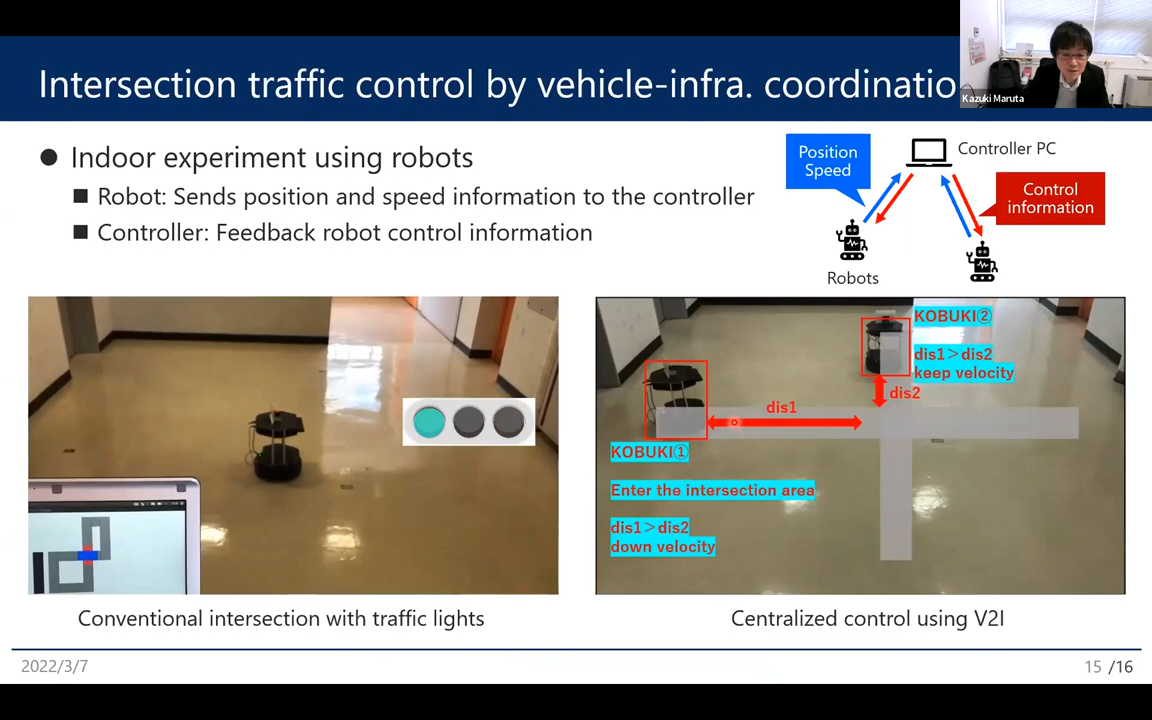 Kazuki Maruta
Intersection traffic control by vehicle-infra. coordinatio
● Indoor experiment using robots
■ Robot: Sends position and speed information to the controller
■ Controller: Feedback robot control information
Position
Speed
Controller PC
Control
information
Robots
KOBUKI②
dis1>dis2
keep velocity
dis2
dis1
KOBUKI①
Enter the intersection area
dis1>dis2
down velocity
Conventional intersection with traffic lights
Centralized control using V2I
2022/3/7
15 /16